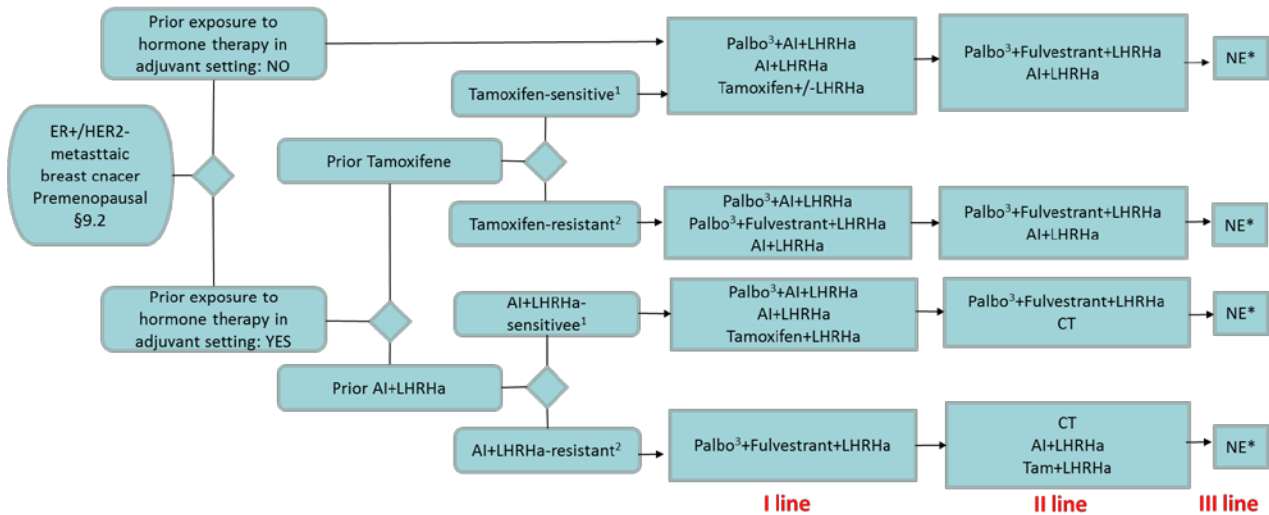 Prior exposure to
hormone therapy in
adjuvant setting: NO
ER+/HER2-
metasttaic
breast cnacer
Premenopausal
§9.2
Prior exposure to
hormone therapy in
adjuvant setting: YES
Prior Tamoxifene
Prior AI+LHRHa
Tamoxifen-sensitive¹
Tamoxifen-resistant²
AI+LHRHa-
sensitivee¹
AI+LHRHa-resistant²
Palbo³+AI+LHRHa
AI+LHRHa
Tamoxifen+/-LHRHa
Palbo³+Fulvestrant+LHRHa
AI+LHRHa
NE*
Palbo³+AI+LHRHa
Palbo³+Fulvestrant+LHRHa
AI+LHRHa
Palbo³+Fulvestrant+LHRHa
AI+LHRHa
NE*
Palbo³+AI+LHRHa
AI+LHRHa
Tamoxifen+LHRHa
Palbo³+Fulvestrant+LHRHa
CT
NE*
Palbo³+Fulvestrant+LHRHa
CT
AI+LHRHa
Tam+LHRHa
NE*
I line
II line
III line